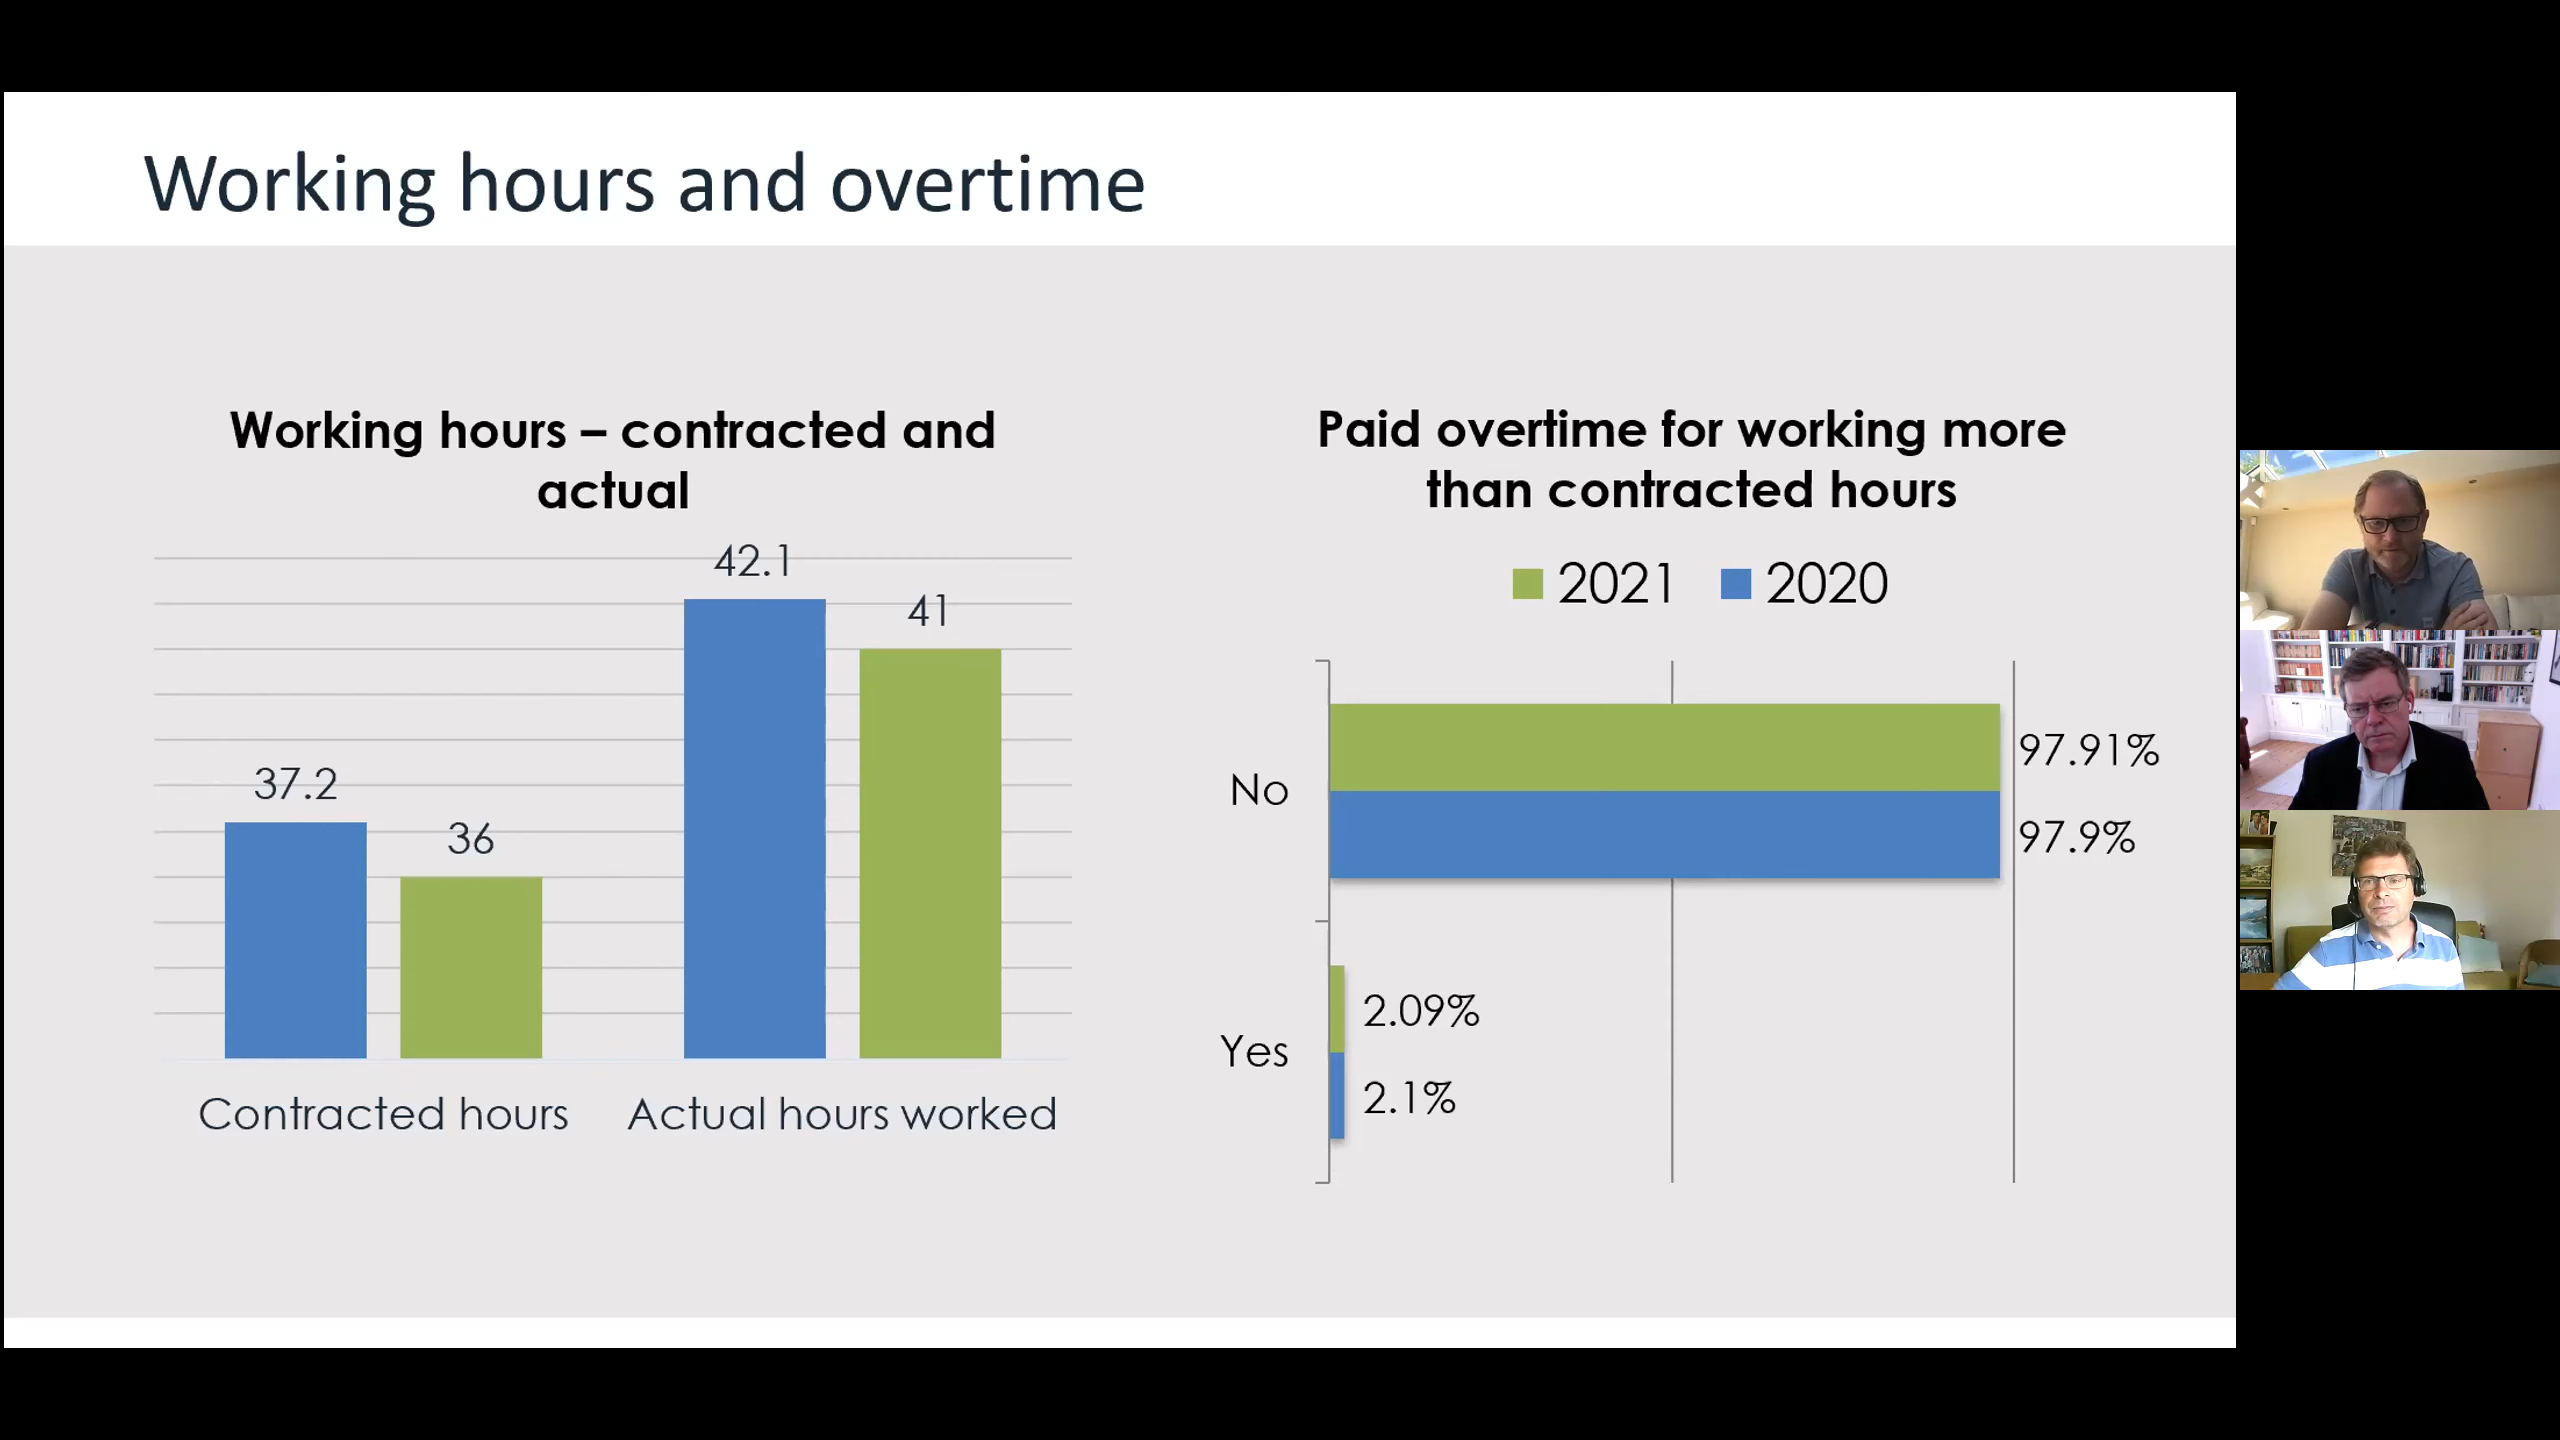 Working hours and overtime
Working hours – contracted and
actual
42.1
41
37.2
36
Contracted hours
Actual hours worked
Paid overtime for working more
than contracted hours
2021
2020
No
97.91%
97.9%
Yes
2.09%
2.1%